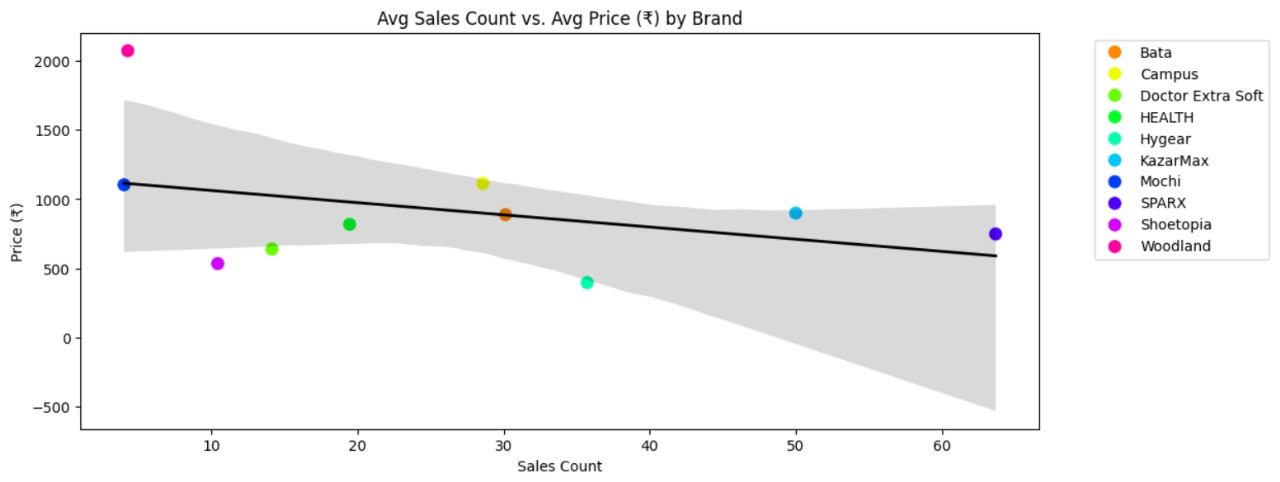 Avg Sales Count vs. Avg Price (₹) by Brand
Price (₹)
2000
1500
1000
500
0
−500
10 20 30 40 50 60
Sales Count
Bata
Campus
Doctor Extra Soft
HEALTH
Hygear
KazarMax
Mochi
SPARX
Shoetopia
Woodland